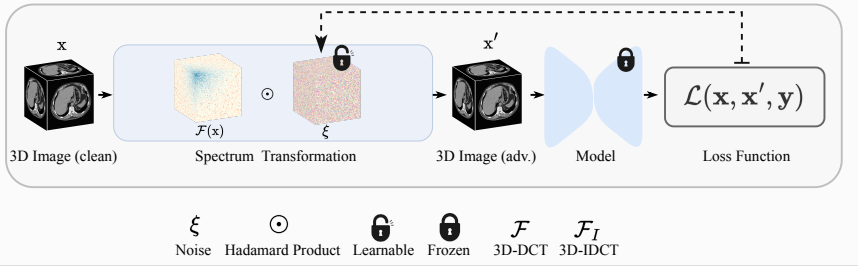 x
x′
L(x, x′, y)
F(x)
⊙
ξ
3D Image (clean)
Spectrum Transformation
3D Image (adv.)
Model
Loss Function
ξ
⊙
F
F_I
Noise
Hadamard Product
Learnable
Frozen
3D-DCT
3D-IDCT